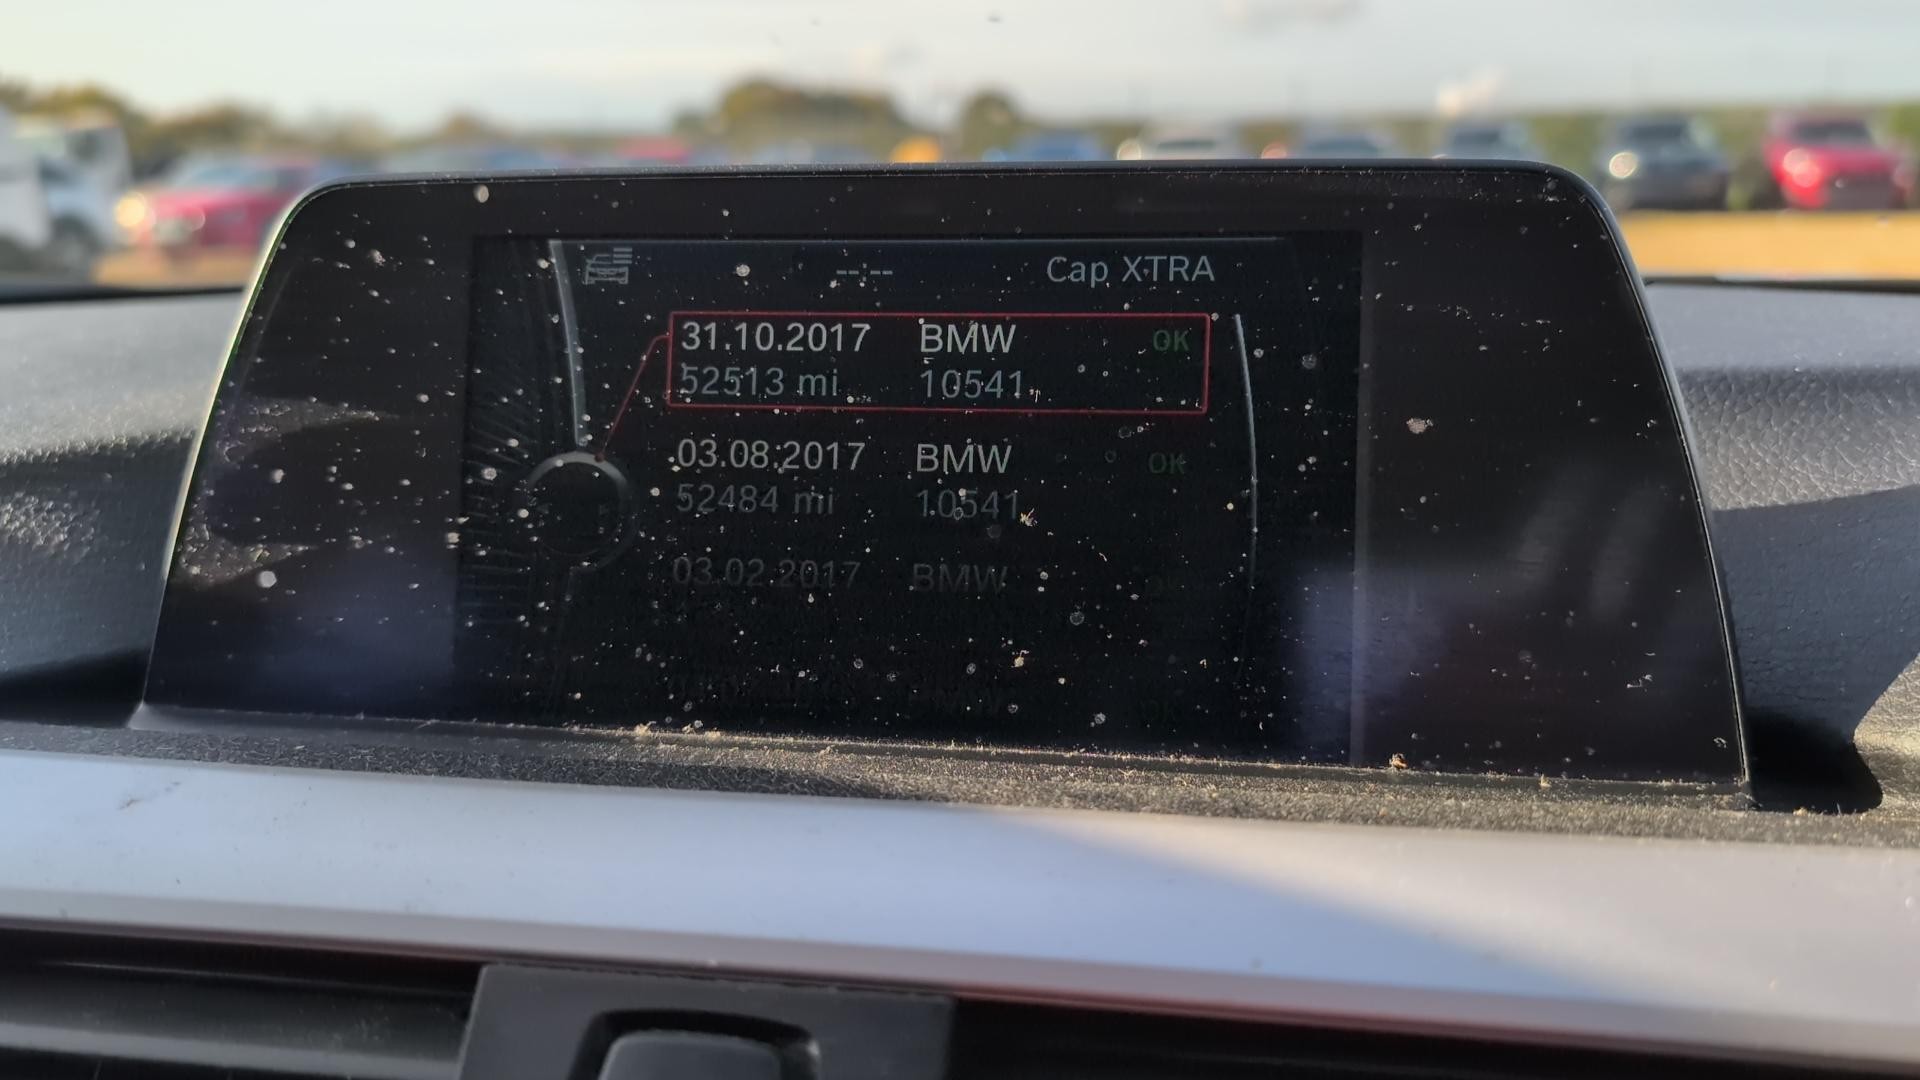 --:-- Cap XTRA
31.10.2017 BMW OK
52513 mi 10541
03.08.2017 BMW OK
52484 mi 10541
03.02.2017 BMW OK